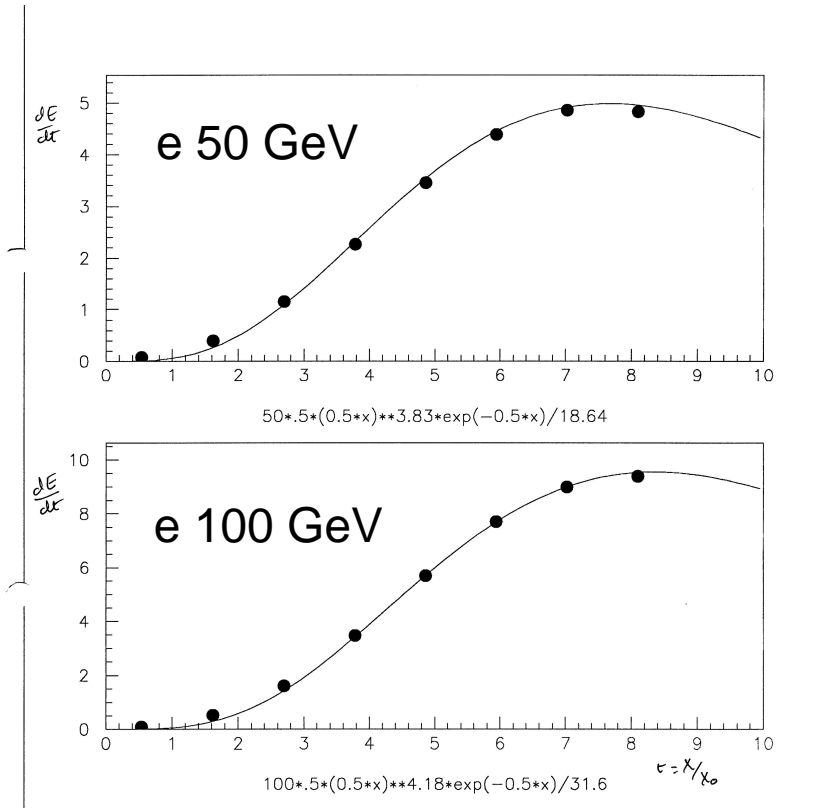 dE
dt
e 50 GeV
5
4
3
2
1
0
0 1 2 3 4 5 6 7 8 9 10
50*.5*(0.5*x)**3.83*exp(−0.5*x)/18.64
dE
dt
e 100 GeV
10
8
6
4
2
0
0 1 2 3 4 5 6 7 8 9 10
t = x/x₀
100*.5*(0.5*x)**4.18*exp(−0.5*x)/31.6